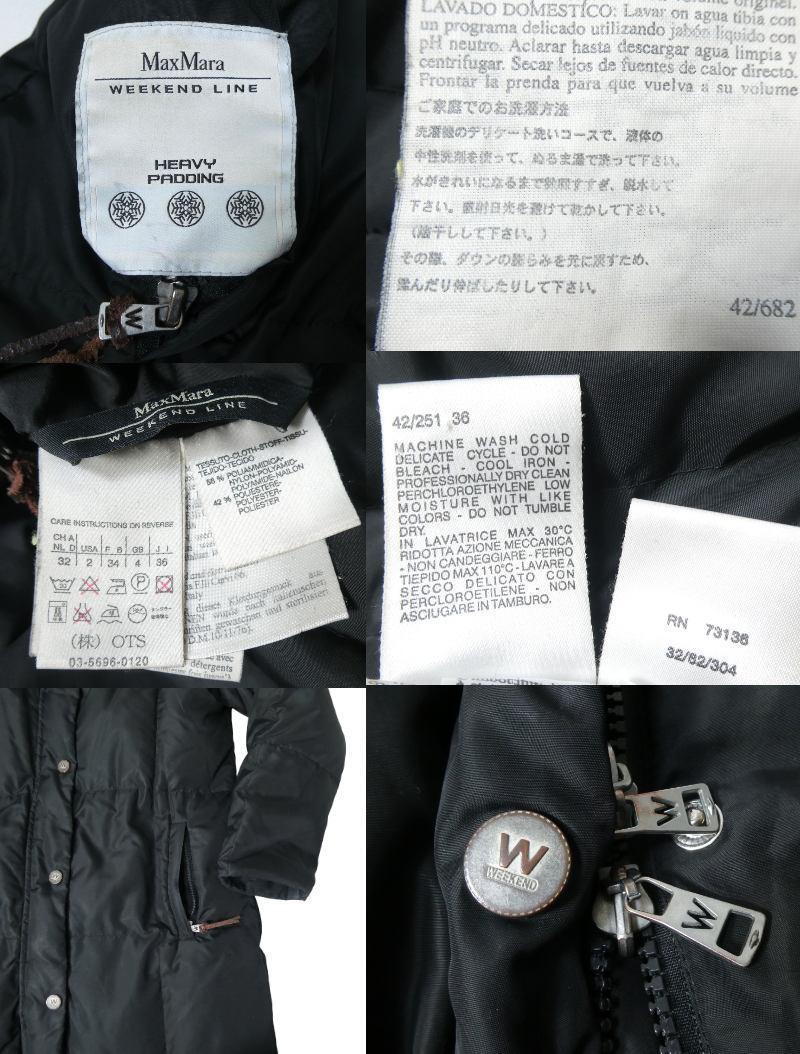 MaxMara
WEEKEND LINE
HEAVY
PADDING
W
LAVADO DOMESTICO: Lavar on agua tibia con
un programa delicado utilizando jabón líquido con
pH neutro. Aclarar hasta descargar agua limpia y
centrifugar. Secar lejos de fuentes de calor directo.
Frontar la prenda para que vuelva a su volume
ご家庭でのお洗濯方法
洗濯機のデリケート洗いコースで、液体の
中性洗剤を使って、ぬるま湯で洗って下さい。
水がきれいになるまで
下さい。直射日光を避けて乾かして下さい。
(陰干しして下さい。)
その際、ダウンの膨らみを元に戻すため、
揉んだり伸ばしたりして下さい。
42/682
MaxMara
WEEKEND LINE
TESSUTO-CLOTH-STOFF-TISSU-
TEJIDO-TECIDO
58 % POLIAMMIDICA-
NYLON-POLYAMID-
POLYAMIDE-NAILON
42 % POLIESTERE-
POLYESTER-
POLIESTER
CARE INSTRUCTIONS ON REVERSE
CH A USA F B GB J I
NL D
32 2 34 4 36
(株) OTS
03-5696-0120
42/251 36
MACHINE WASH COLD
DELICATE CYCLE - DO NOT
BLEACH - COOL IRON -
PROFESSIONALLY DRY CLEAN
PERCHLOROETHYLENE LOW
MOISTURE WITH LIKE
COLORS - DO NOT TUMBLE
DRY.
IN LAVATRICE MAX 30°C
RIDOTTA AZIONE MECCANICA
- NON CANDEGGIARE - FERRO
TIEPIDO MAX 110°C - LAVARE A
SECCO DELICATO CON
PERCLOROETILENE - NON
ASCIUGARE IN TAMBURO.
RN 73136
32/62/304
W
W
W
W
WEEKEND
W
W